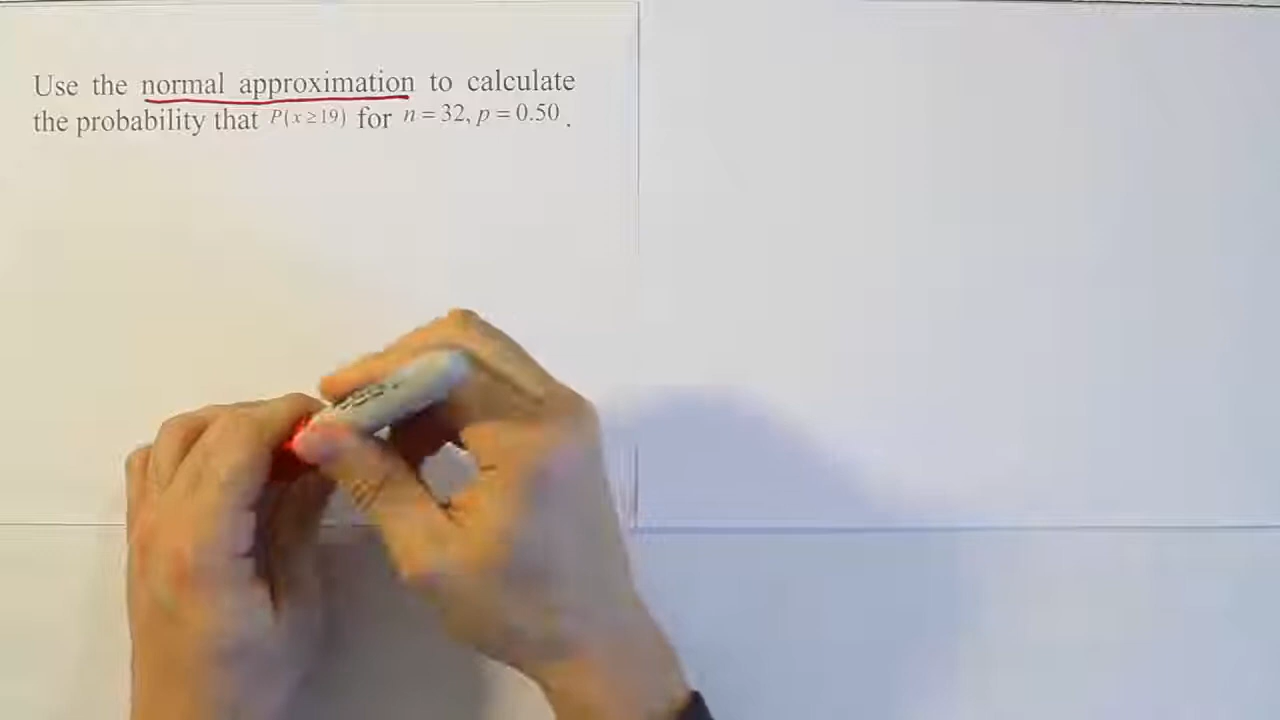 Use the normal approximation to calculate
the probability that P(x≥19) for n = 32, p = 0.50 .